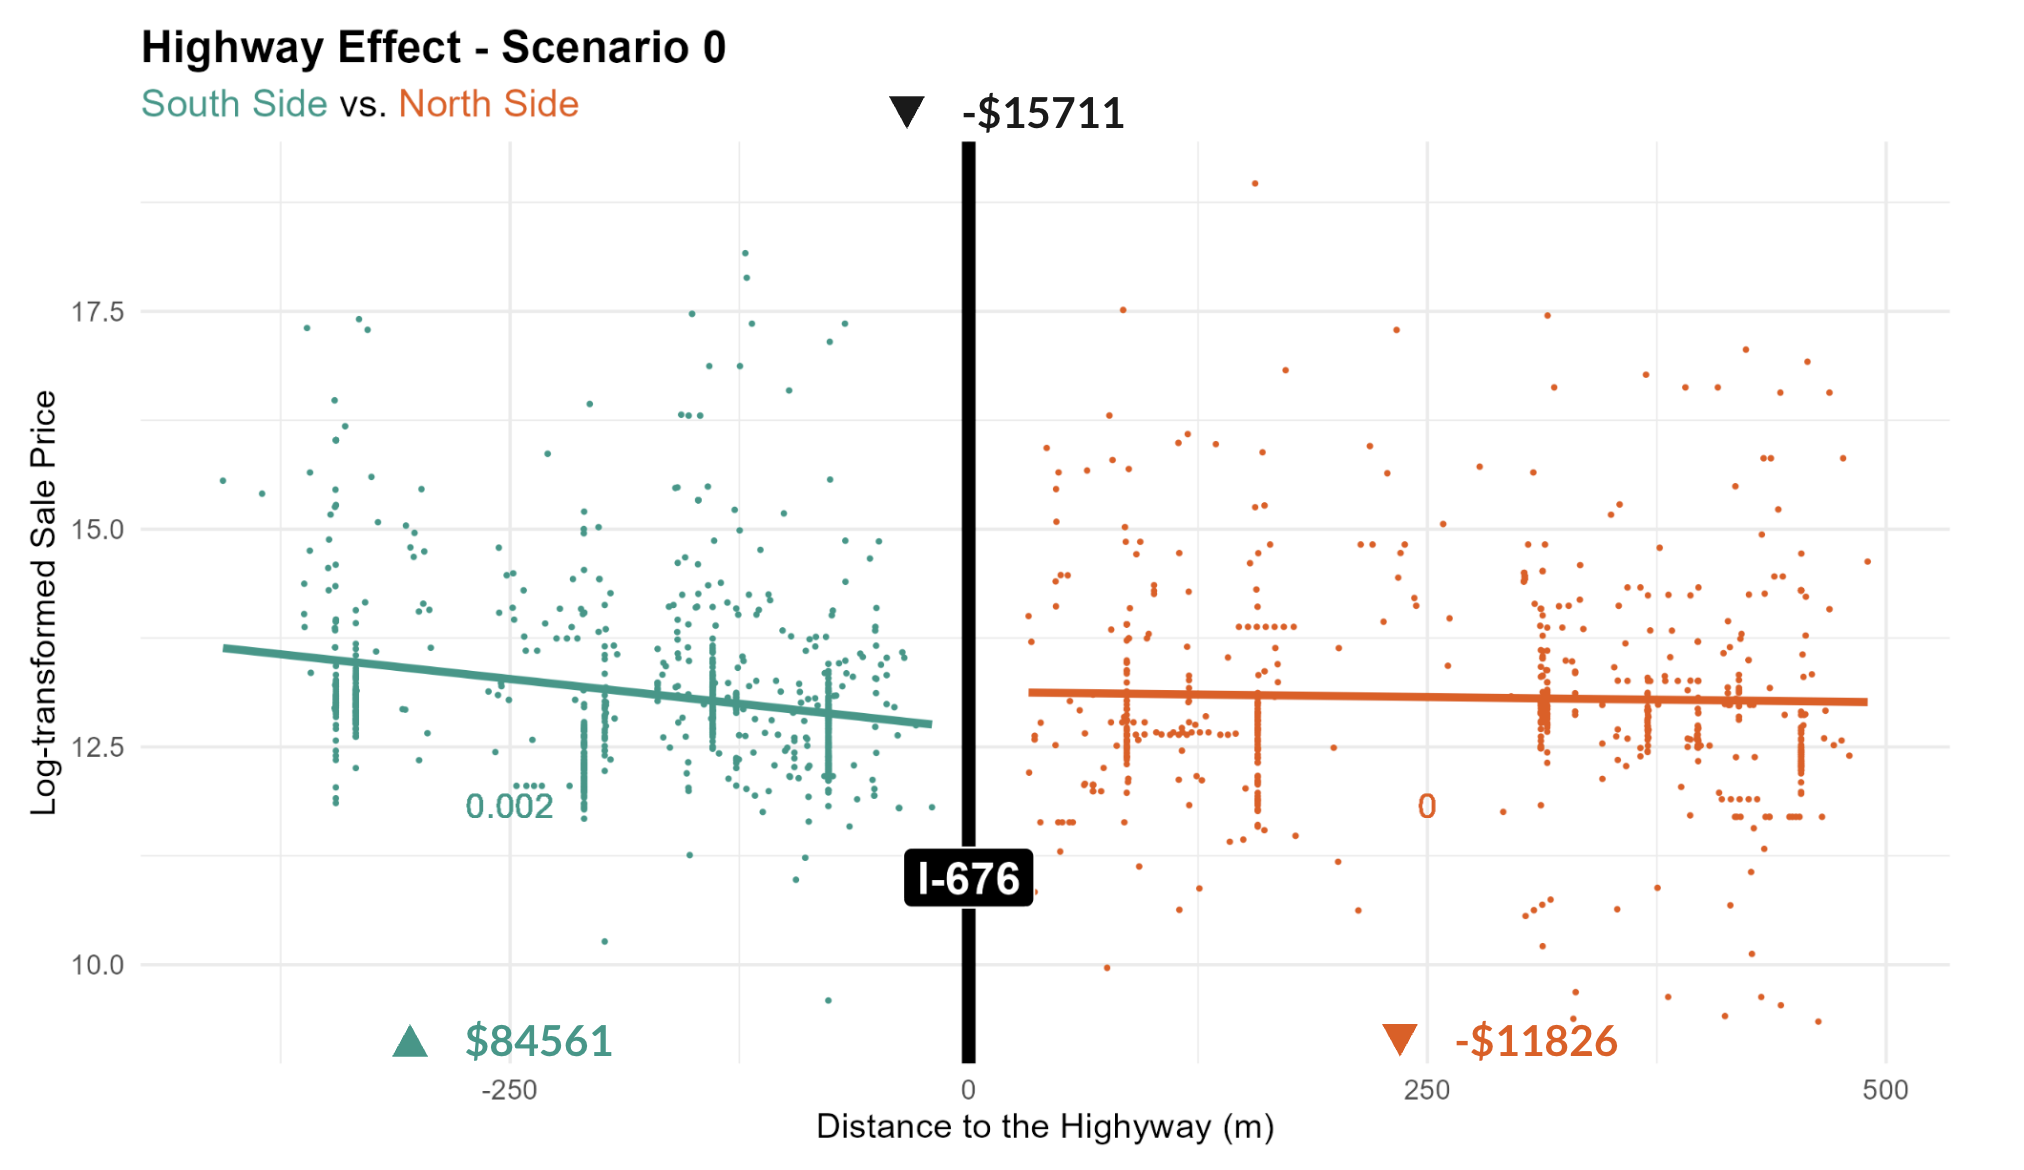 Highway Effect - Scenario 0
South Side vs. North Side
▼ -$15711
Log-transformed Sale Price
17.5
15.0
12.5
10.0
0.002
0
I-676
▲ $84561
▼ -$11826
-250
0
250
500
Distance to the Highyway (m)